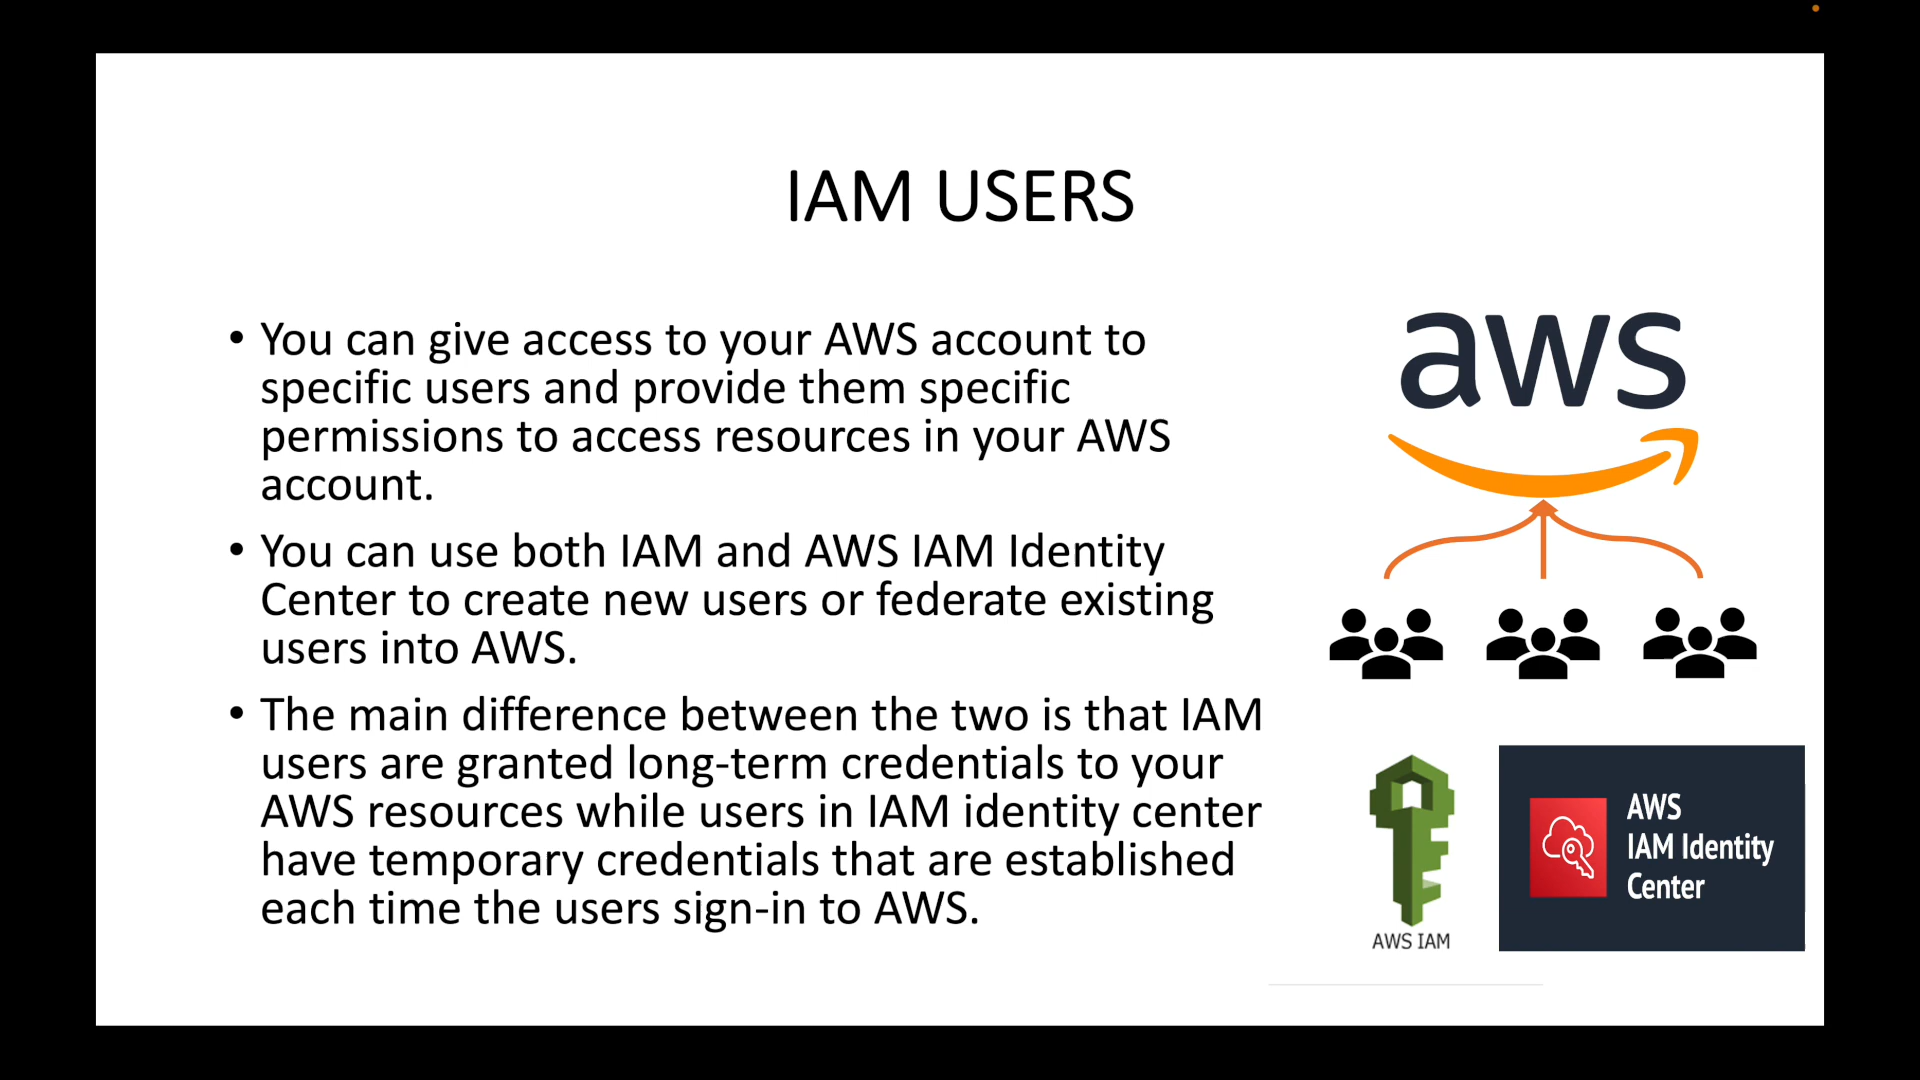 IAM USERS
• You can give access to your AWS account to
specific users and provide them specific
permissions to access resources in your AWS
account.
• You can use both IAM and AWS IAM Identity
Center to create new users or federate existing
users into AWS.
• The main difference between the two is that IAM
users are granted long-term credentials to your
AWS resources while users in IAM identity center
have temporary credentials that are established
each time the users sign-in to AWS.
aws
AWS IAM
AWS
IAM Identity
Center